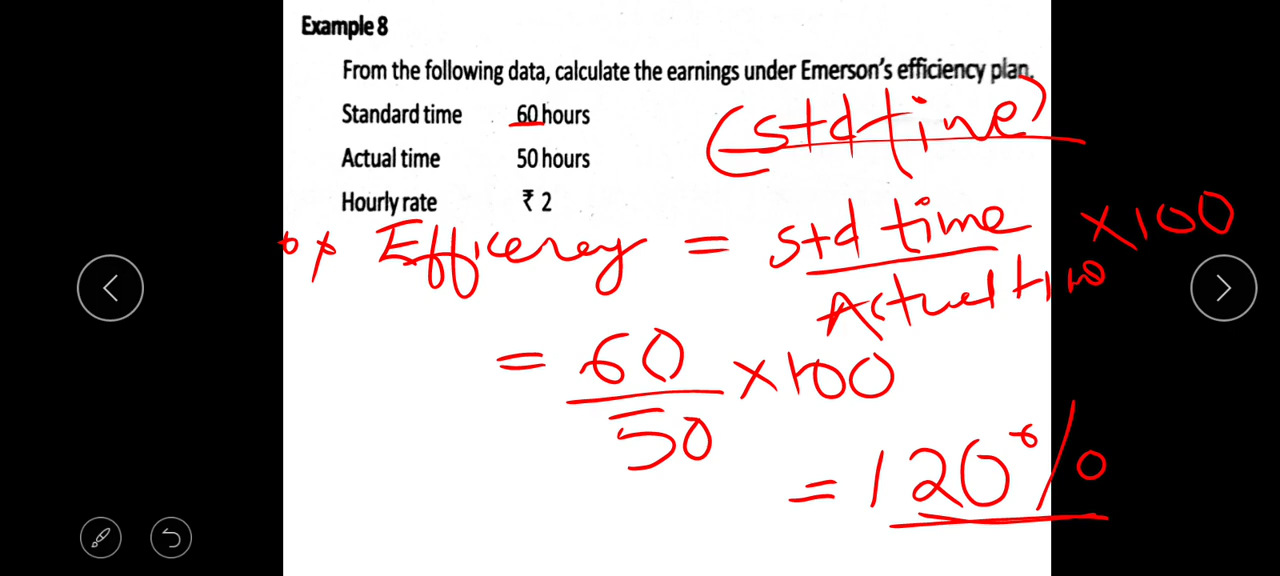 Example 8
From the following data, calculate the earnings under Emerson's efficiency plan.
Standard time 60 hours
Actual time 50 hours
Hourly rate ₹ 2
(std time)
% Efficerey = std time × 100
Actual time
= 60 × 100
50
= 120%